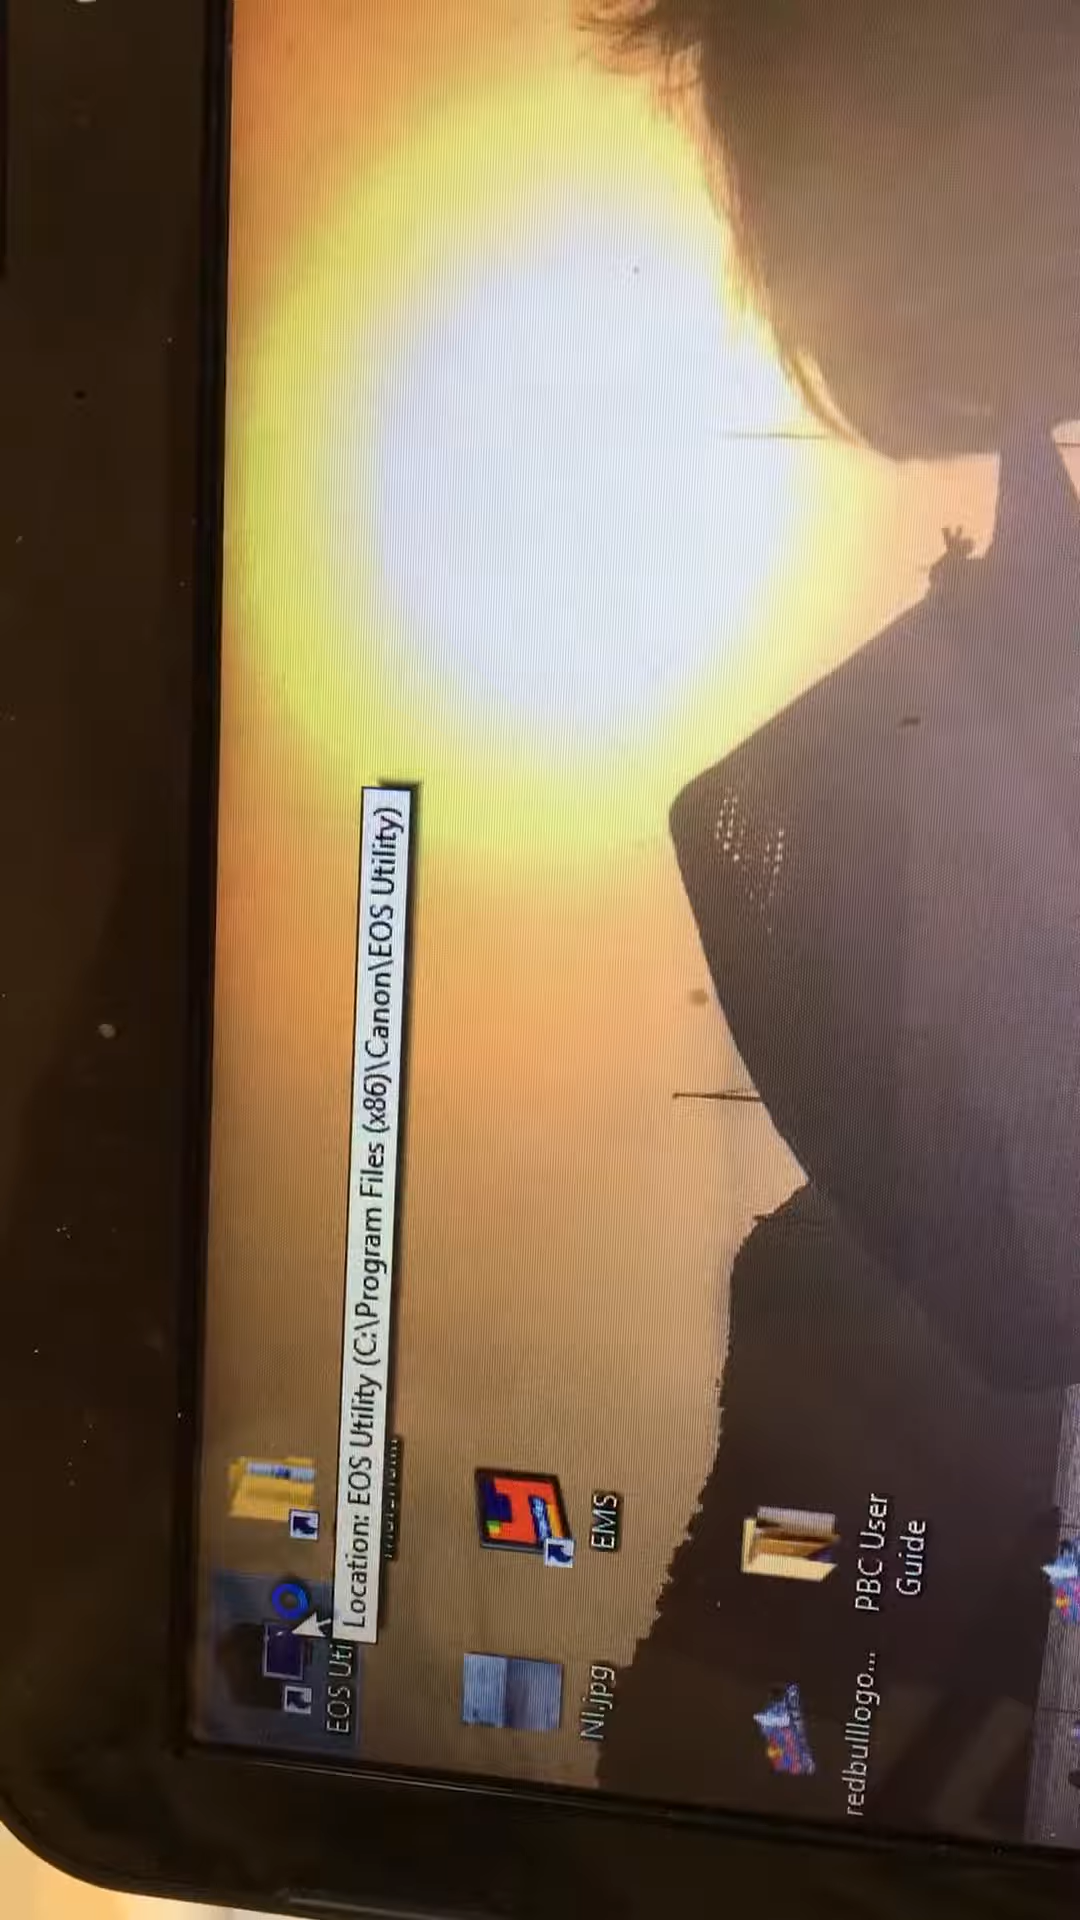 EOS Uti
Location: EOS Utility (C:\Program Files (x86)\Canon\EOS Utility)
NI.jpg
EMS
redbulllogo...
PBC User
Guide